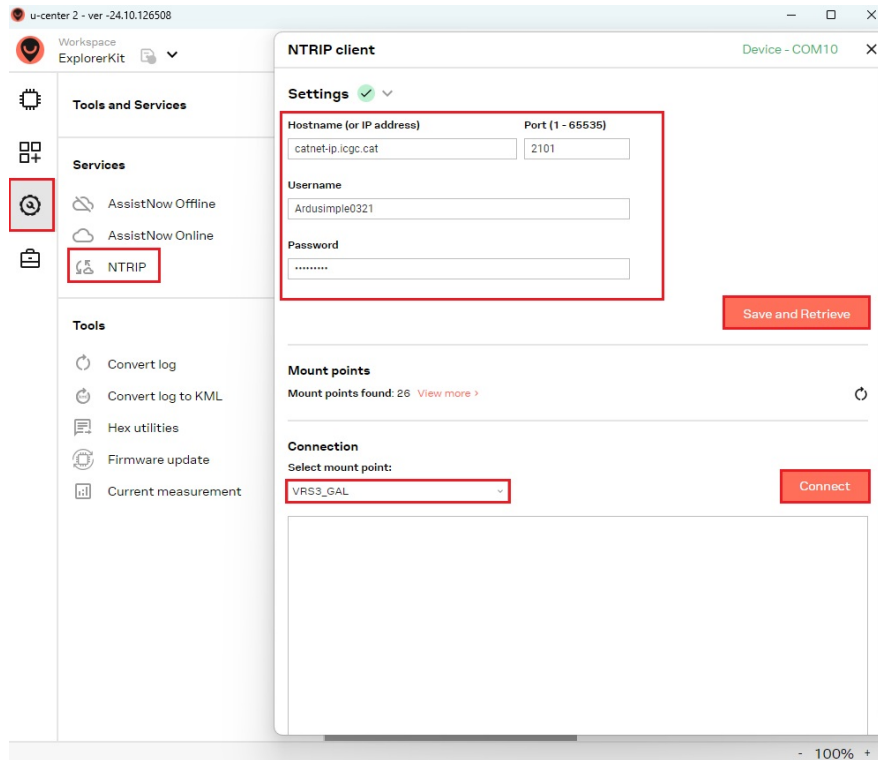 u-center 2 - ver -24.10.126508
Workspace
ExplorerKit
Tools and Services
Services
AssistNow Offline
AssistNow Online
NTRIP
Tools
Convert log
Convert log to KML
Hex utilities
Firmware update
Current measurement
NTRIP client
Device - COM10
Settings
Hostname (or IP address) Port (1 - 65535)
catnet-ip.icgc.cat 2101
Username
Ardusimple0321
Password
•••••••••
Save and Retrieve
Mount points
Mount points found: 26 View more >
Connection
Select mount point:
VRS3_GAL
Connect
- 100% +